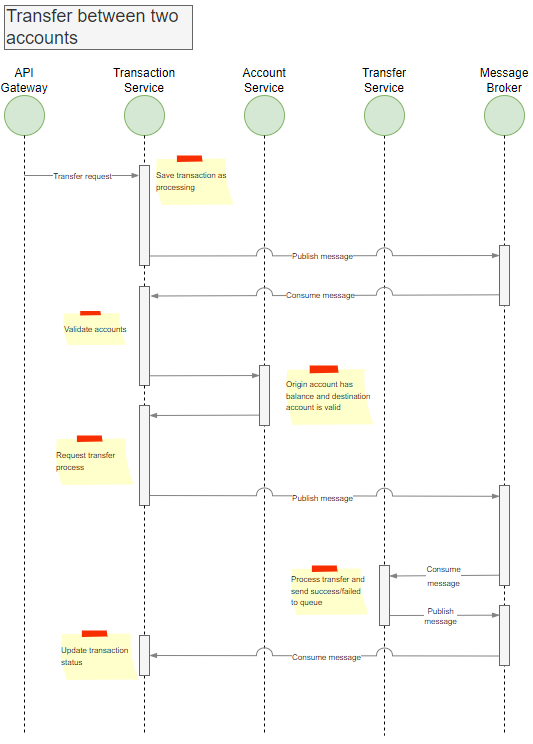 Transfer between two
accounts
API
Gateway
Transaction
Service
Account
Service
Transfer
Service
Message
Broker
Transfer request
Save transaction as
processing
Publish message
Consume message
Validate accounts
Origin account has
balance and destination
account is valid
Request transfer
process
Publish message
Consume
message
Process transfer and
send success/failed
to queue
Publish
message
Update transaction
status
Consume message